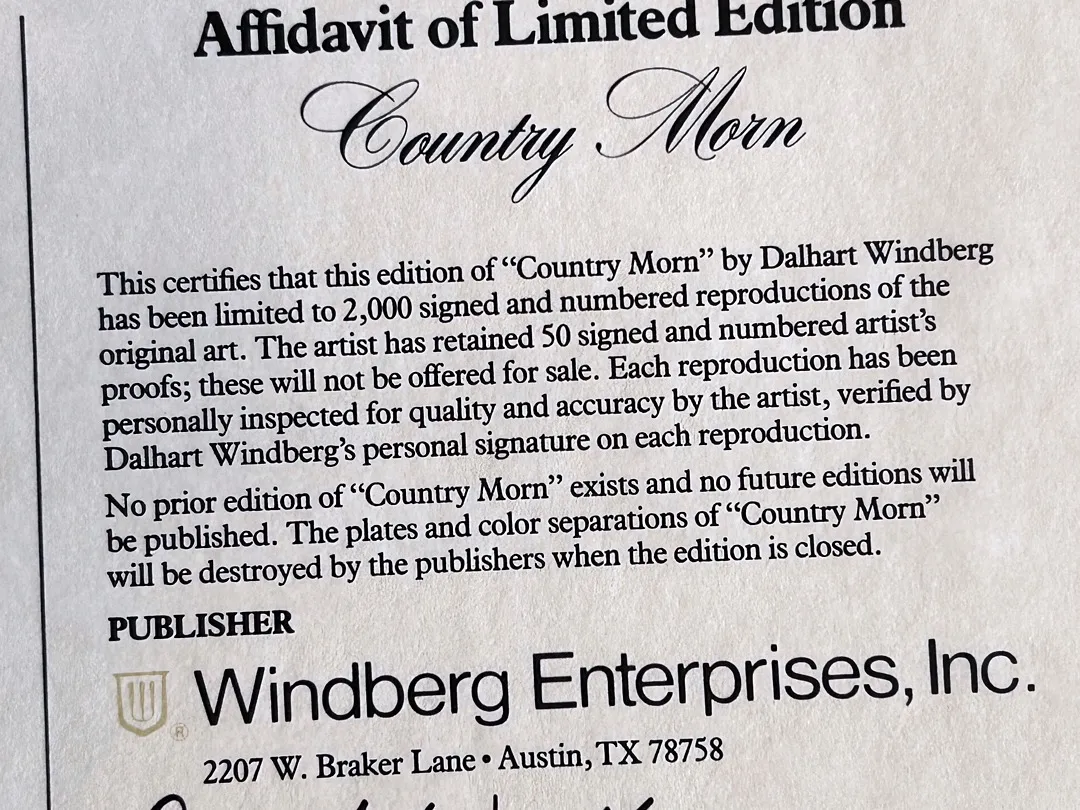 Affidavit of Limited Edition
Country Morn
This certifies that this edition of “Country Morn” by Dalhart Windberg
has been limited to 2,000 signed and numbered reproductions of the
original art. The artist has retained 50 signed and numbered artist’s
proofs; these will not be offered for sale. Each reproduction has been
personally inspected for quality and accuracy by the artist, verified by
Dalhart Windberg’s personal signature on each reproduction.
No prior edition of “Country Morn” exists and no future editions will
be published. The plates and color separations of “Country Morn”
will be destroyed by the publishers when the edition is closed.
PUBLISHER
® Windberg Enterprises, Inc.
2207 W. Braker Lane • Austin, TX 78758